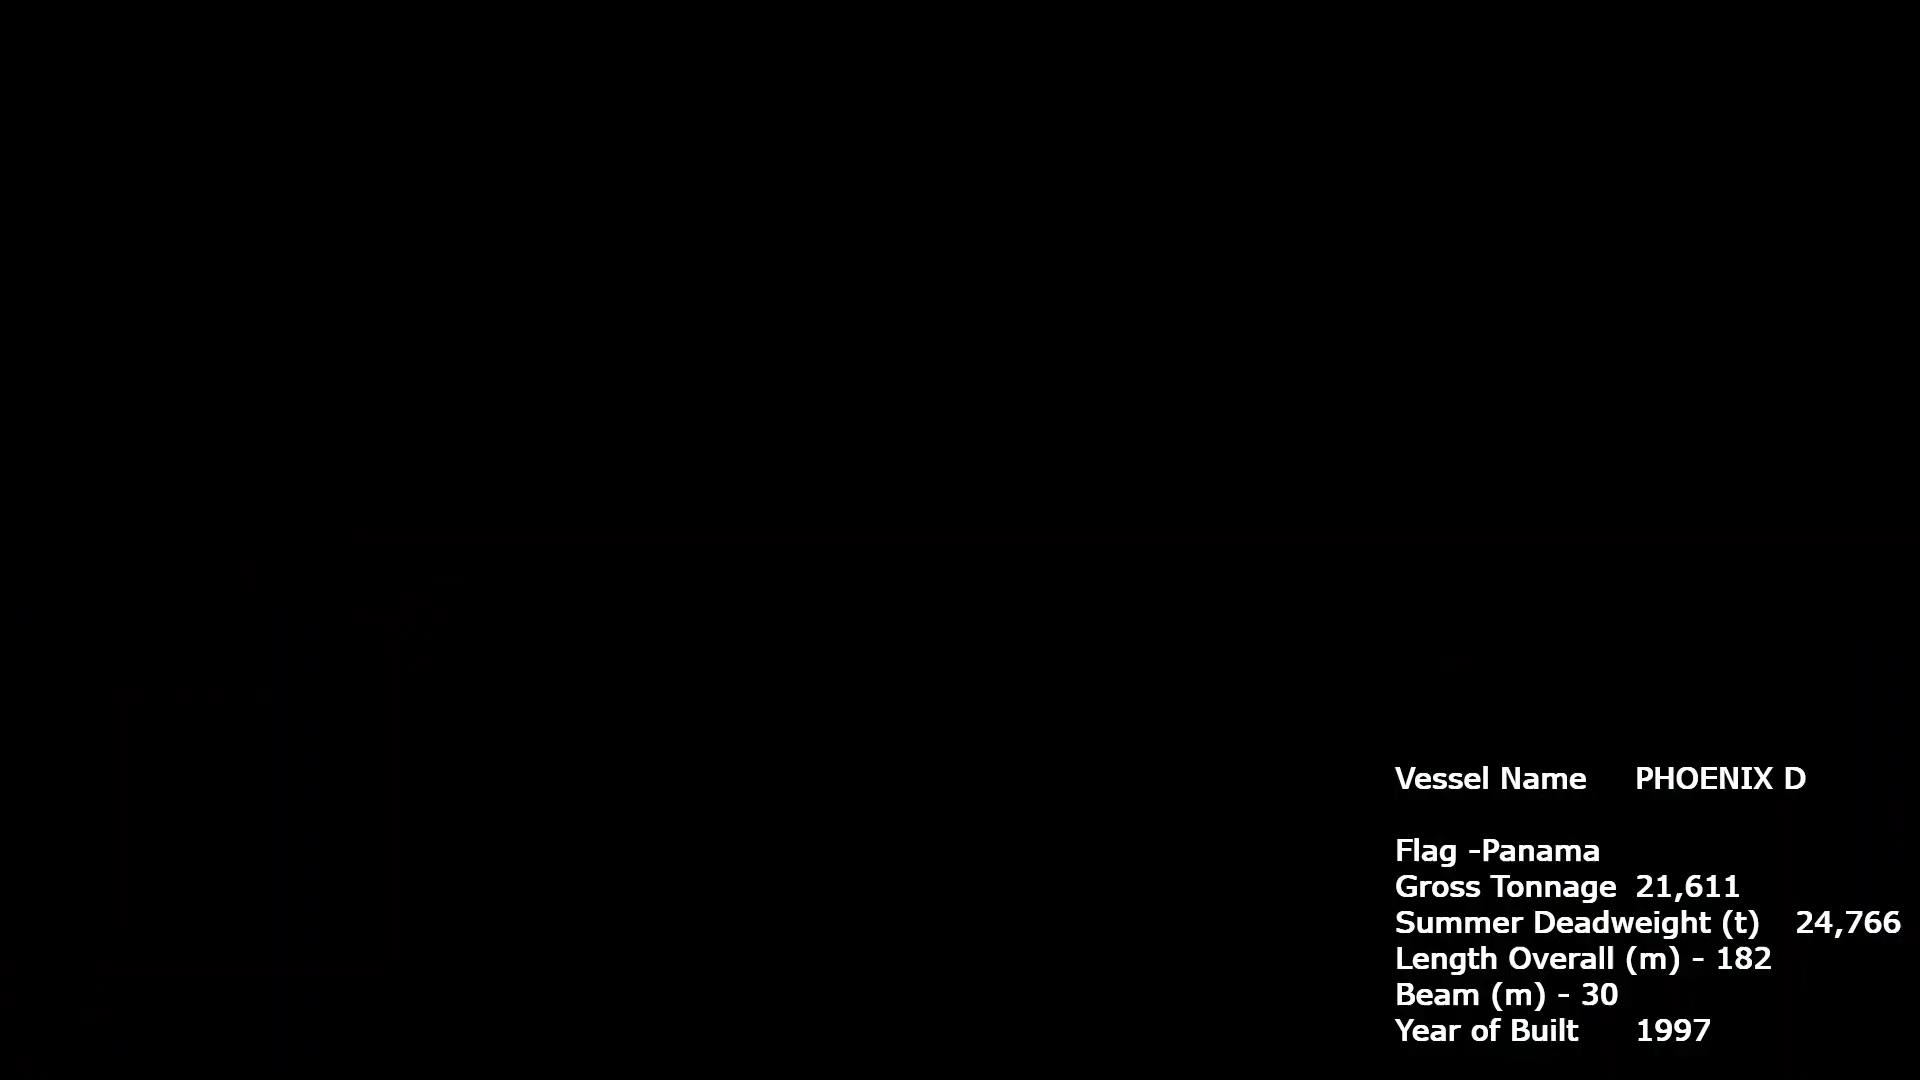 Vessel Name PHOENIX D
Flag -Panama
Gross Tonnage 21,611
Summer Deadweight (t) 24,766
Length Overall (m) - 182
Beam (m) - 30
Year of Built 1997